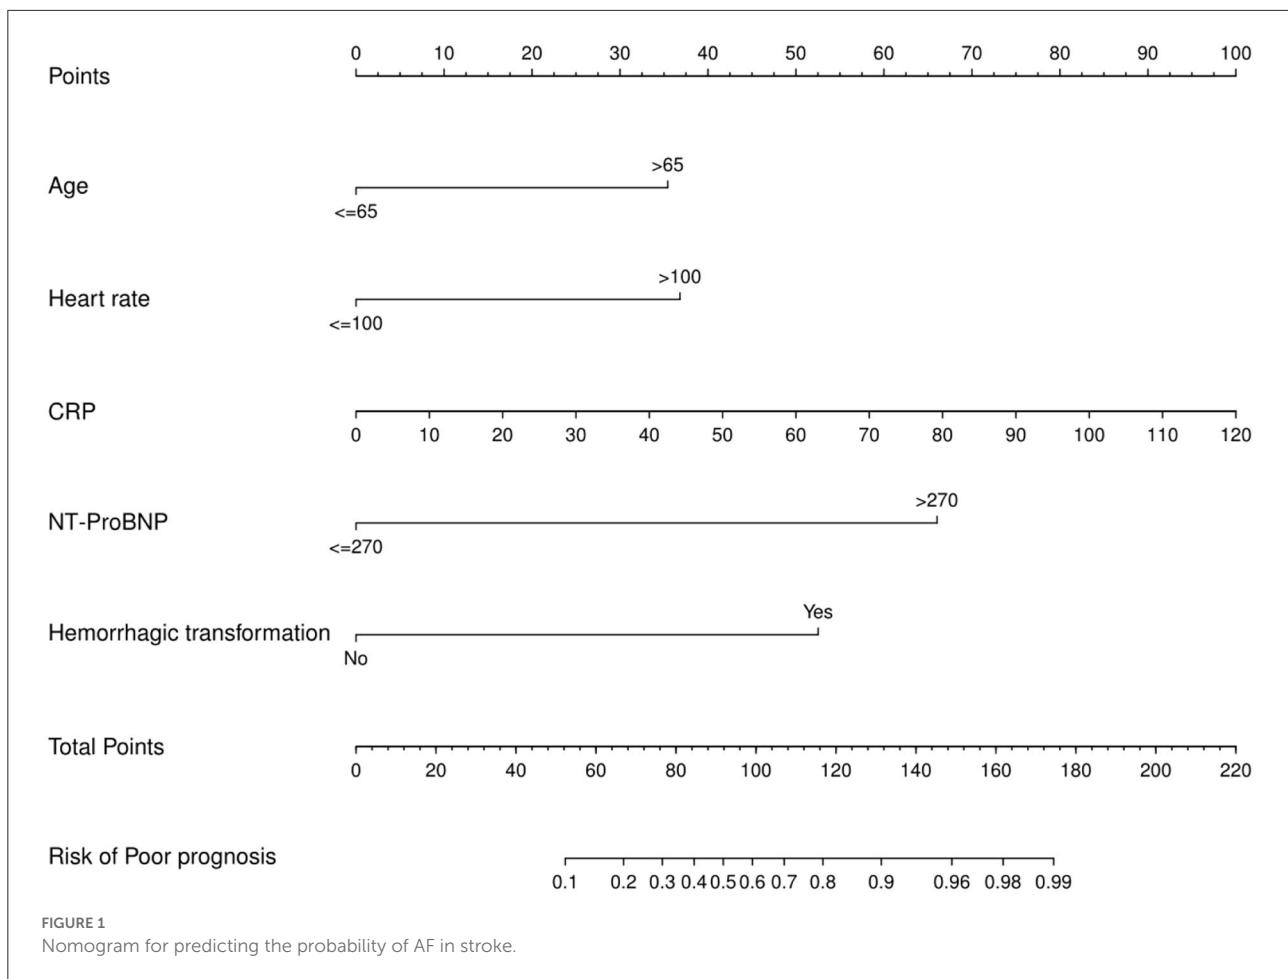 0 10 20 30 40 50 60 70 80 90 100
Points
>65
Age
<=65
>100
Heart rate
<=100
CRP
0 10 20 30 40 50 60 70 80 90 100 110 120
>270
NT-ProBNP
<=270
Yes
Hemorrhagic transformation
No
Total Points
0 20 40 60 80 100 120 140 160 180 200 220
Risk of Poor prognosis
0.1 0.2 0.3 0.4 0.5 0.6 0.7 0.8 0.9 0.96 0.98 0.99
FIGURE 1
Nomogram for predicting the probability of AF in stroke.